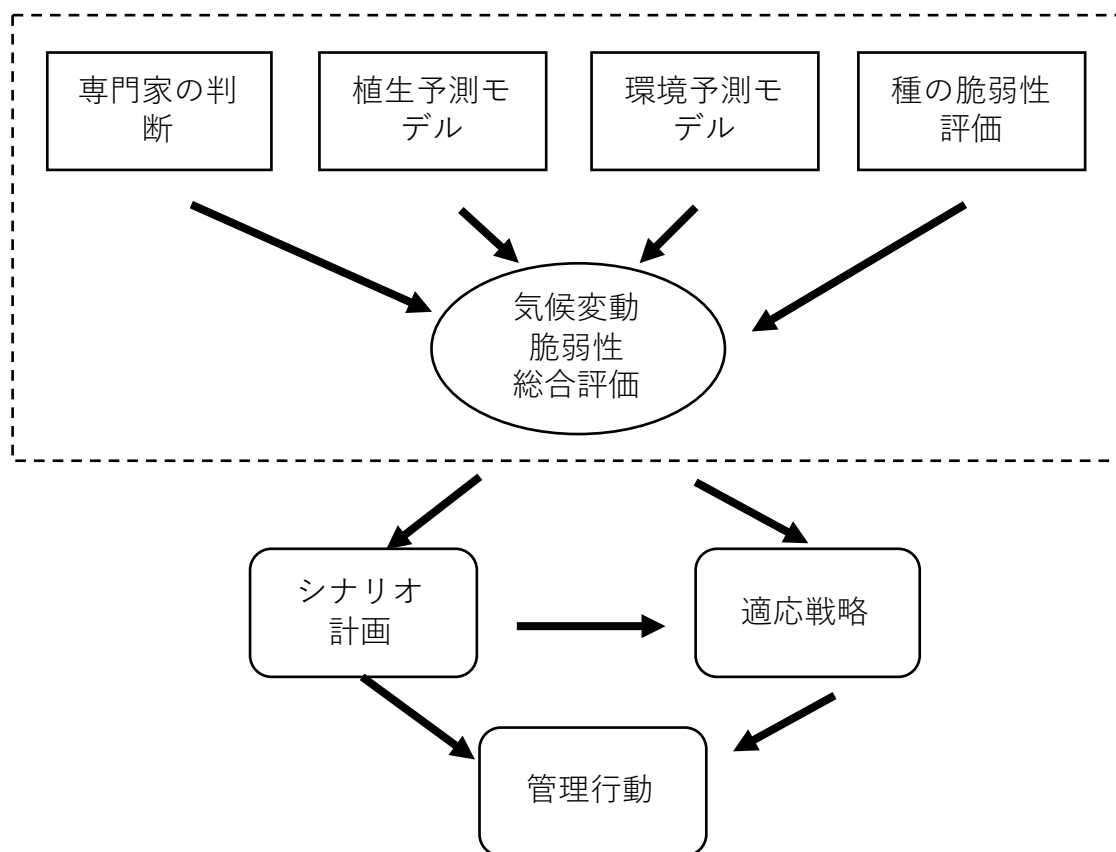 専門家の判
断
植生予測モ
デル
環境予測モ
デル
種の脆弱性
評価
気候変動
脆弱性
総合評価
シナリオ
計画
適応戦略
管理行動